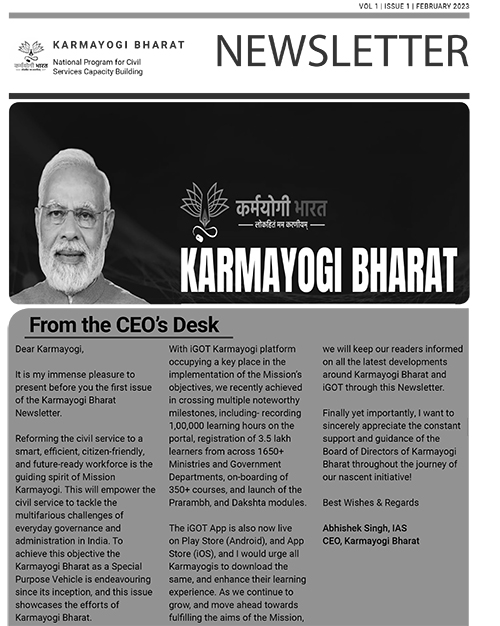 VOL 1 | ISSUE 1 | FEBRUARY 2023
KARMAYOGI BHARAT
National Program for Civil
Services Capacity Building
NEWSLETTER
कर्मयोगी भारत
लोकहितं मम करणीयम्
KARMAYOGI BHARAT
From the CEO's Desk
Dear Karmayogi,
It is my immense pleasure to
present before you the first issue
of the Karmayogi Bharat
Newsletter.
Reforming the civil service to a
smart, efficient, citizen-friendly,
and future-ready workforce is the
guiding spirit of Mission
Karmayogi. This will empower the
civil service to tackle the
multifarious challenges of
everyday governance and
administration in India. To
achieve this objective the
Karmayogi Bharat as a Special
Purpose Vehicle is endeavouring
since its inception, and this issue
showcases the efforts of
Karmayogi Bharat.
With iGOT Karmayogi platform
occupying a key place in the
implementation of the Mission's
objectives, we recently achieved
in crossing multiple noteworthy
milestones, including- recording
1,00,000 learning hours on the
portal, registration of 3.5 lakh
learners from across 1650+
Ministries and Government
Departments, on-boarding of
350+ courses, and launch of the
Prarambh, and Dakshta modules.
The iGOT App is also now live
on Play Store (Android), and App
Store (iOS), and I would urge all
Karmayogis to download the
same, and enhance their learning
experience. As we continue to
grow, and move ahead towards
fulfilling the aims of the Mission,
we will keep our readers informed
on all the latest developments
around Karmayogi Bharat and
iGOT through this Newsletter.
Finally yet importantly, I want to
sincerely appreciate the constant
support and guidance of the
Board of Directors of Karmayogi
Bharat throughout the journey of
our nascent initiative!
Best Wishes & Regards
Abhishek Singh, IAS
CEO, Karmayogi Bharat